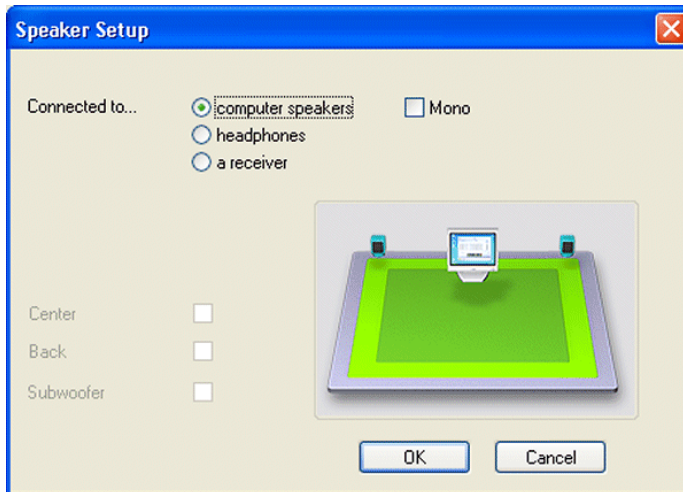 Speaker Setup
Connected to... computer speakers Mono
headphones
a receiver
Center
Back
Subwoofer
OK Cancel